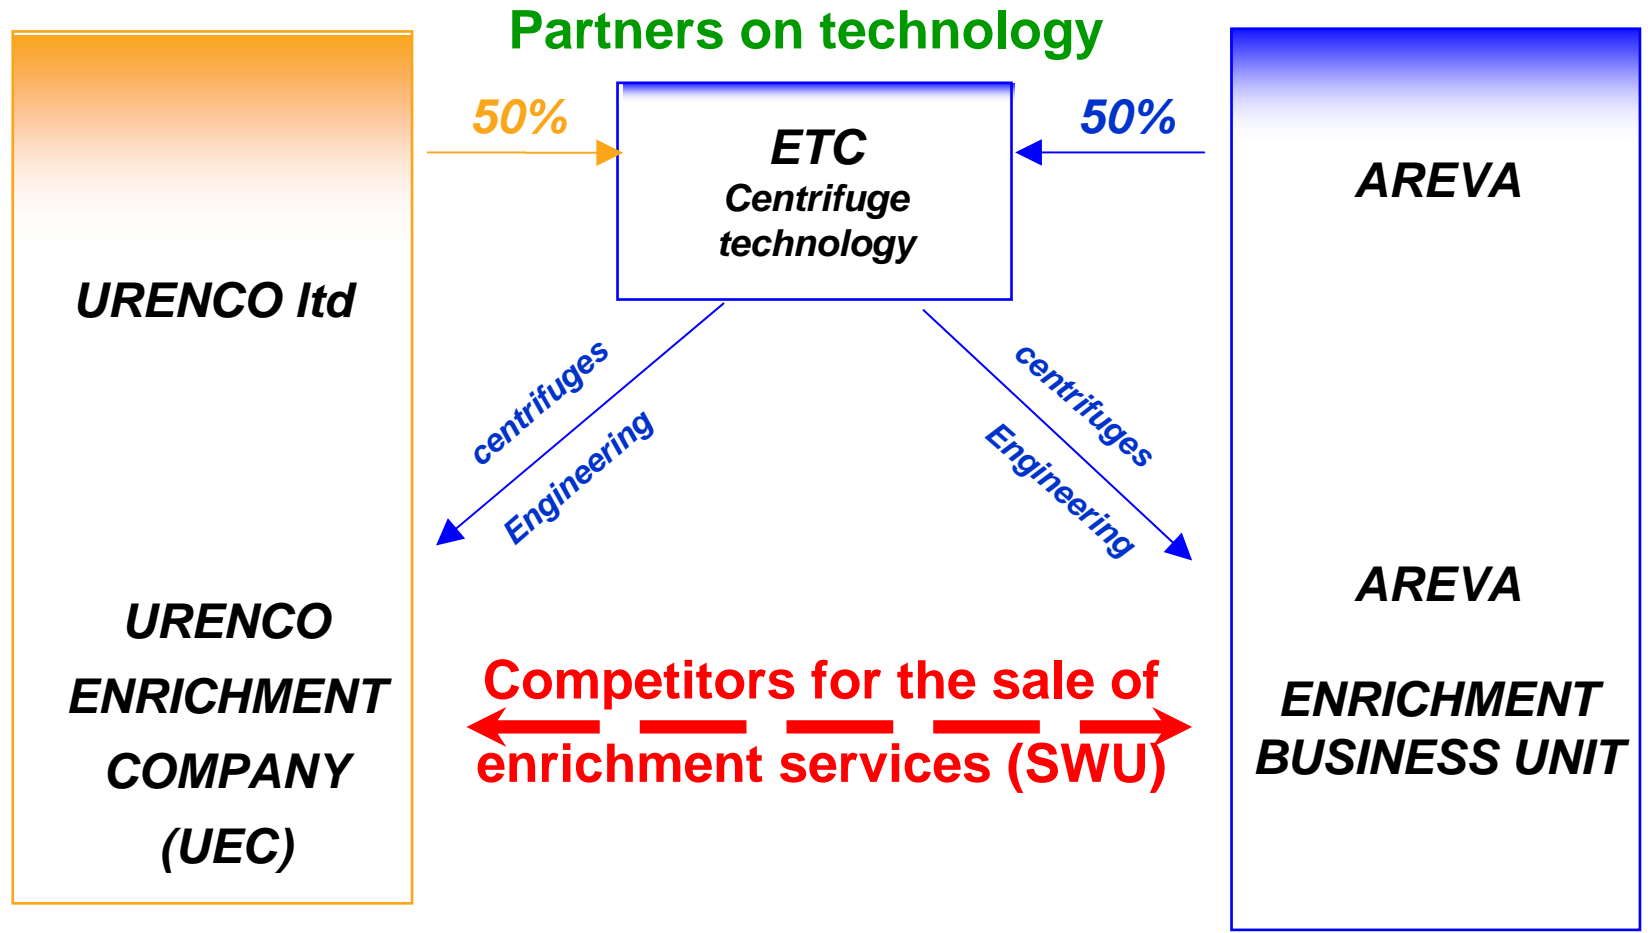 Partners on technology
50%
50%
ETC
Centrifuge
technology
AREVA
URENCO ltd
centrifuges
Engineering
centrifuges
Engineering
URENCO
ENRICHMENT
COMPANY
(UEC)
Competitors for the sale of
enrichment services (SWU)
AREVA
ENRICHMENT
BUSINESS UNIT